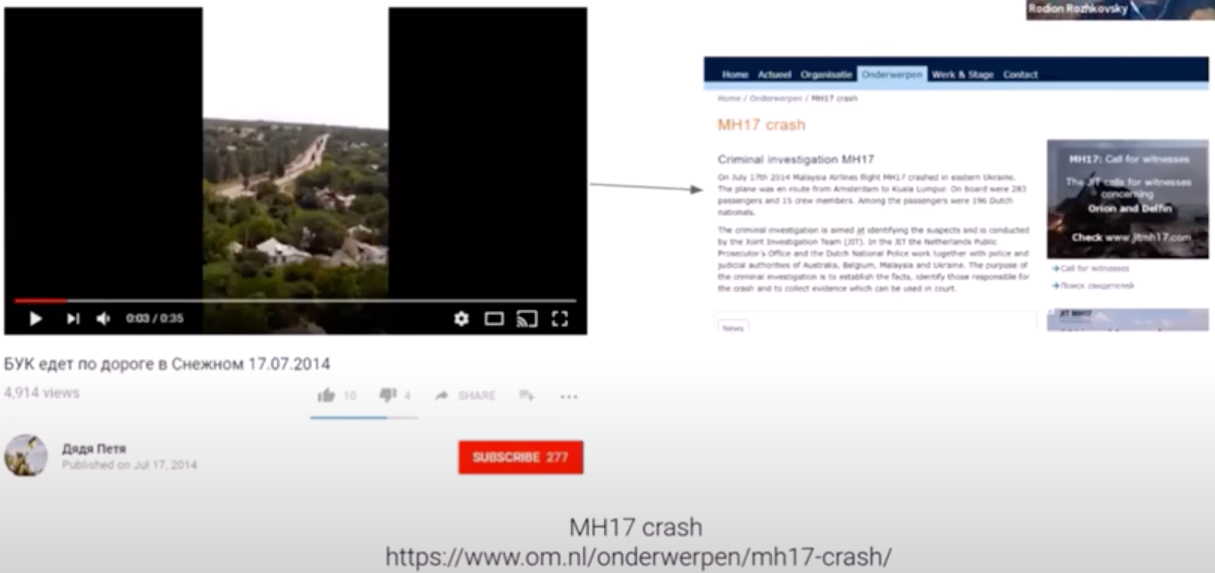 Rodion Rozhkovsky
Home Actueel Organisatie Onderwerpen Werk & Stage Contact
Home / Onderwerpen / MH17 crash
MH17 crash
Criminal investigation MH17
On July 17th 2014 Malaysia Airlines flight MH17 crashed in eastern Ukraine.
The plane was en route from Amsterdam to Kuala Lumpur. On board were 283
passengers and 15 crew members. Among the passengers were 196 Dutch
nationals.
The criminal investigation is aimed at identifying the suspects and is conducted
by the Joint Investigation Team (JIT). In the JIT the Netherlands Public
Prosecutor's Office and the Dutch National Police work together with police and
judicial authorities of Australia, Belgium, Malaysia and Ukraine. The purpose of
the criminal investigation is to establish the facts, identify those responsible for
the crash and to collect evidence which can be used in court.
News
MH17: Call for witnesses
The JIT calls for witnesses
concerning
Orion and Delfin
Check www.jitmh17.com
Call for witnesses
Поиск свидетелей
JIT MH17
0:03 / 0:35
БУК едет по дороге в Снежном 17.07.2014
4,914 views
10 4 SHARE
Дядя Петя
Published on Jul 17, 2014
SUBSCRIBE 277
MH17 crash
https://www.om.nl/onderwerpen/mh17-crash/